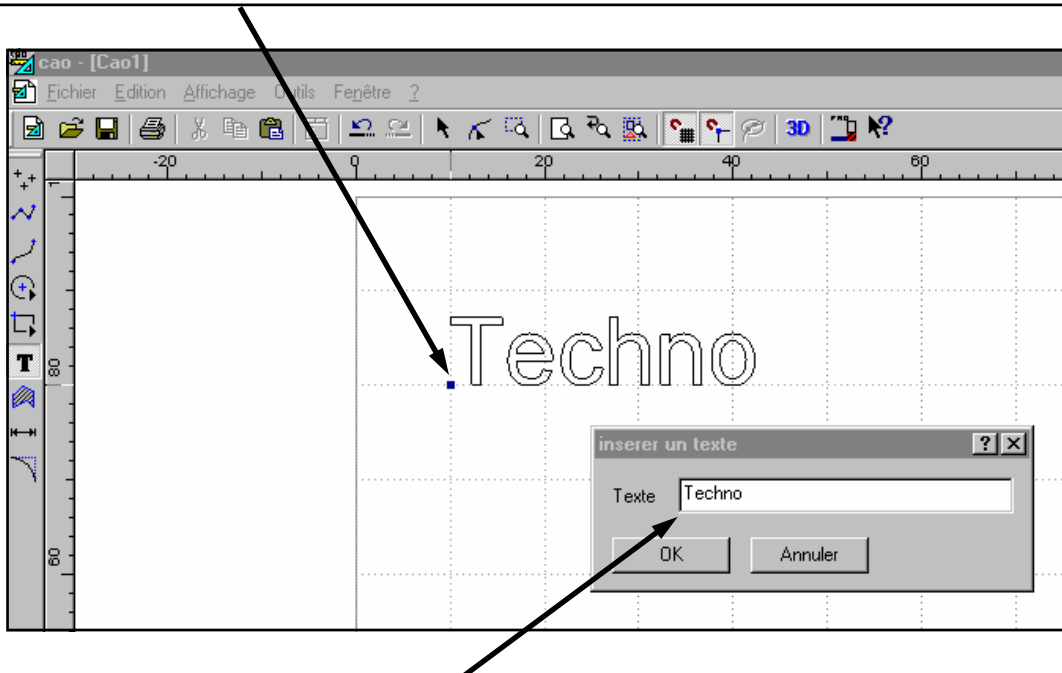 cao - [Cao1]
Fichier Edition Affichage Outils Fenêtre ?
3D
-20 0 20 40 60
T
80
60
Techno
inserer un texte
Texte Techno
OK Annuler